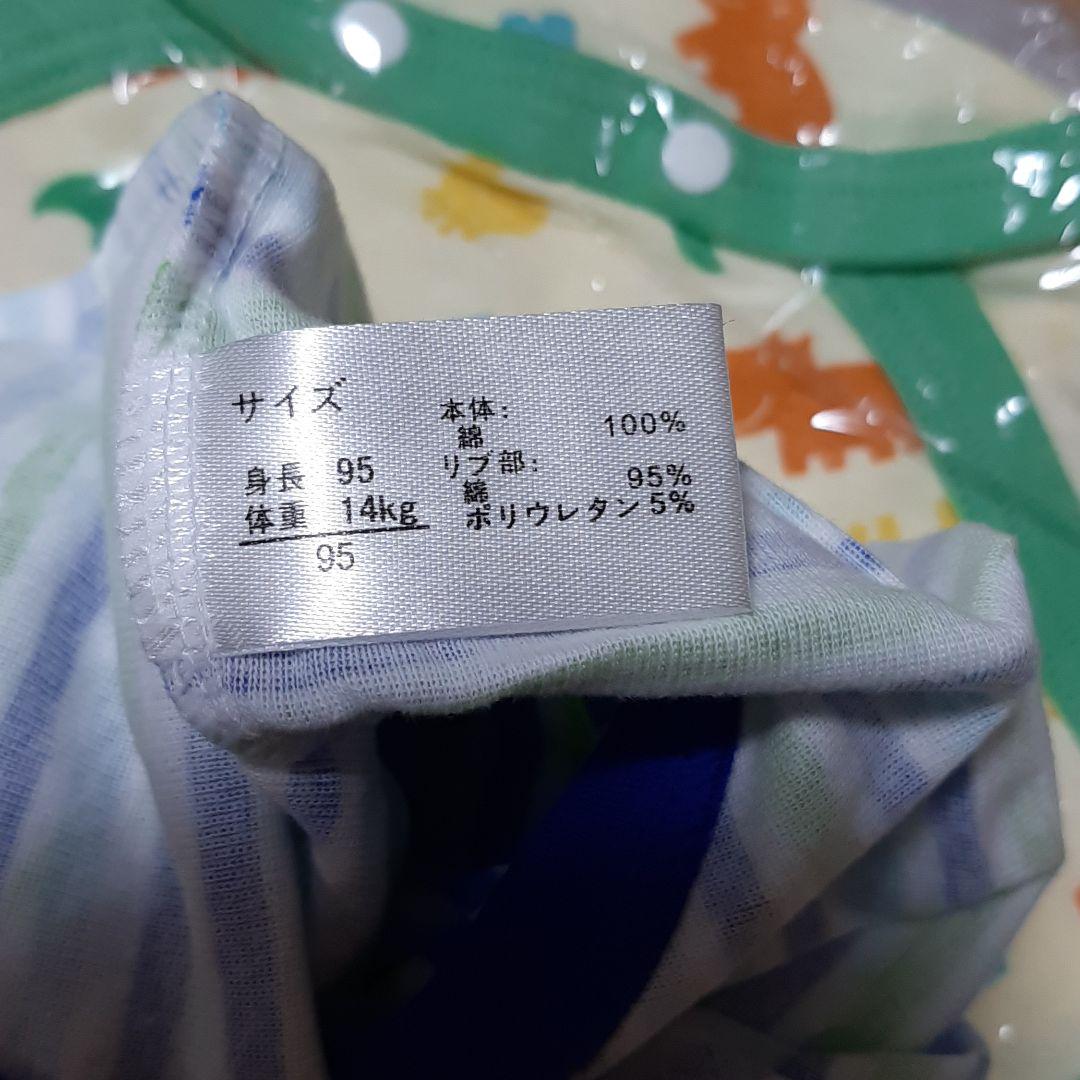 サイズ
身長 95
体重 14kg
95
本体:
綿 100%
リブ部:
綿 95%
ポリウレタン 5%